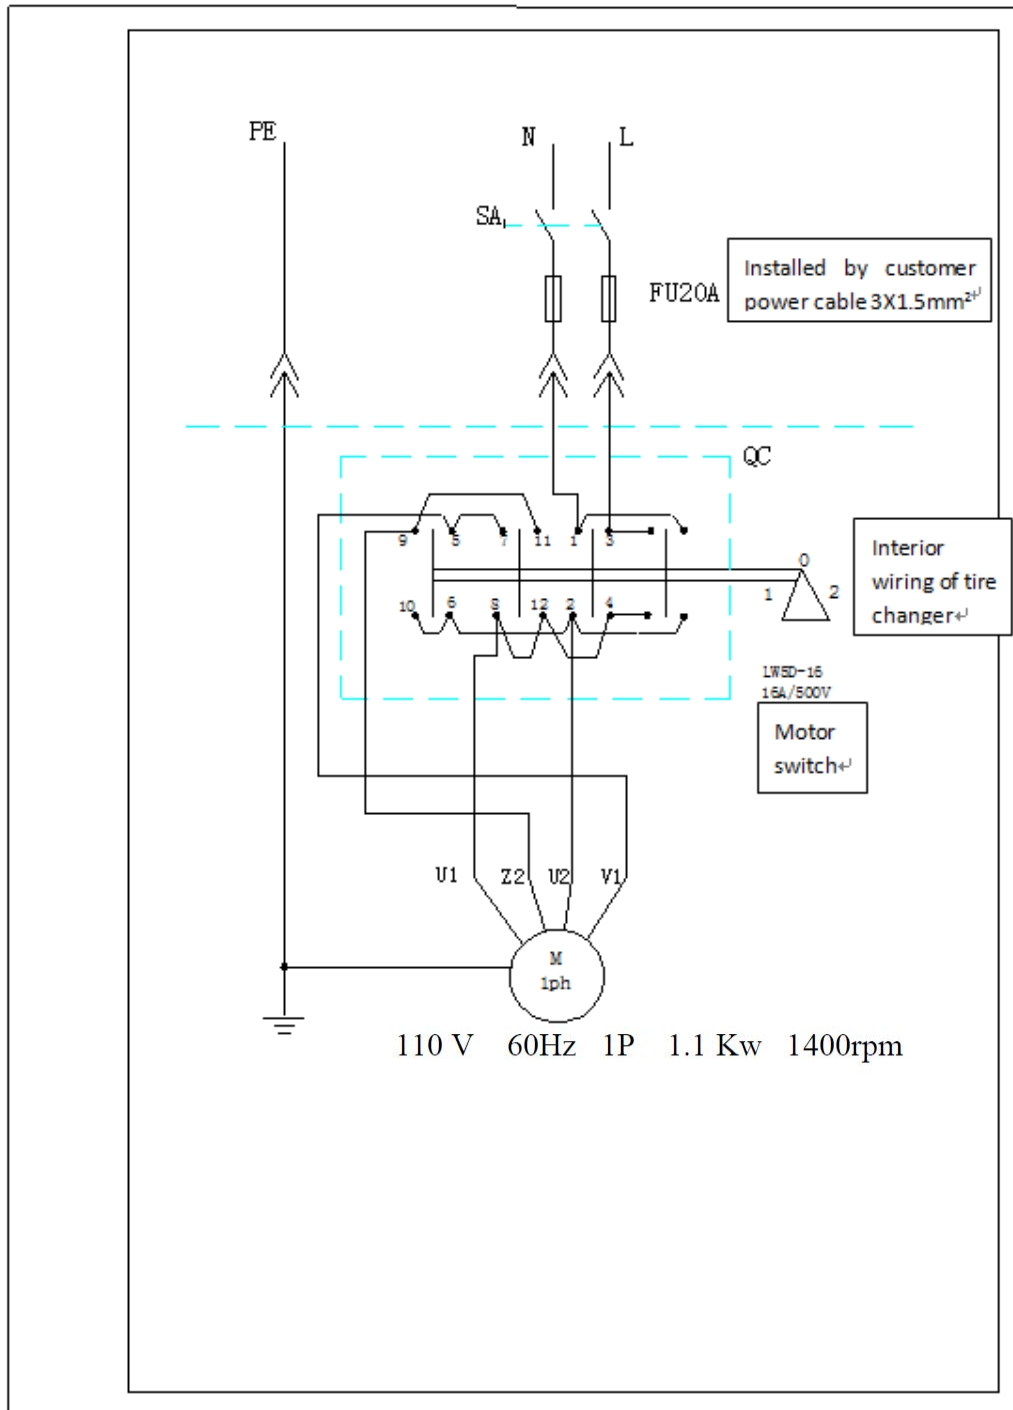 PE
N
L
SA
FU20A
Installed by customer
power cable 3X1.5mm²↵
QC
9
5
7
11
1
3
10
6
8
12
2
4
0
1
2
Interior
wiring of tire
changer↵
LW5D-16
16A/500V
Motor
switch↵
U1
Z2
U2
V1
M
1ph
110 V 60Hz 1P 1.1 Kw 1400rpm